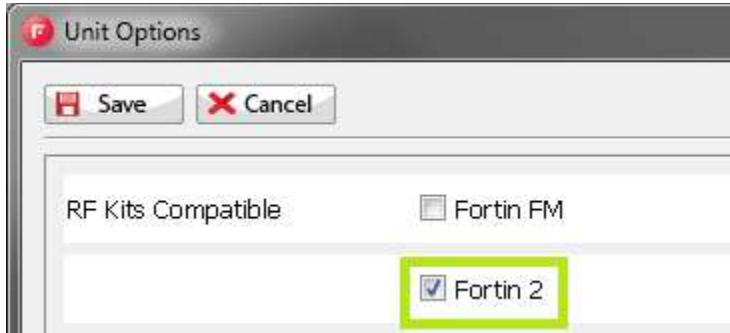 Unit Options
Save Cancel
RF Kits Compatible Fortin FM
Fortin 2